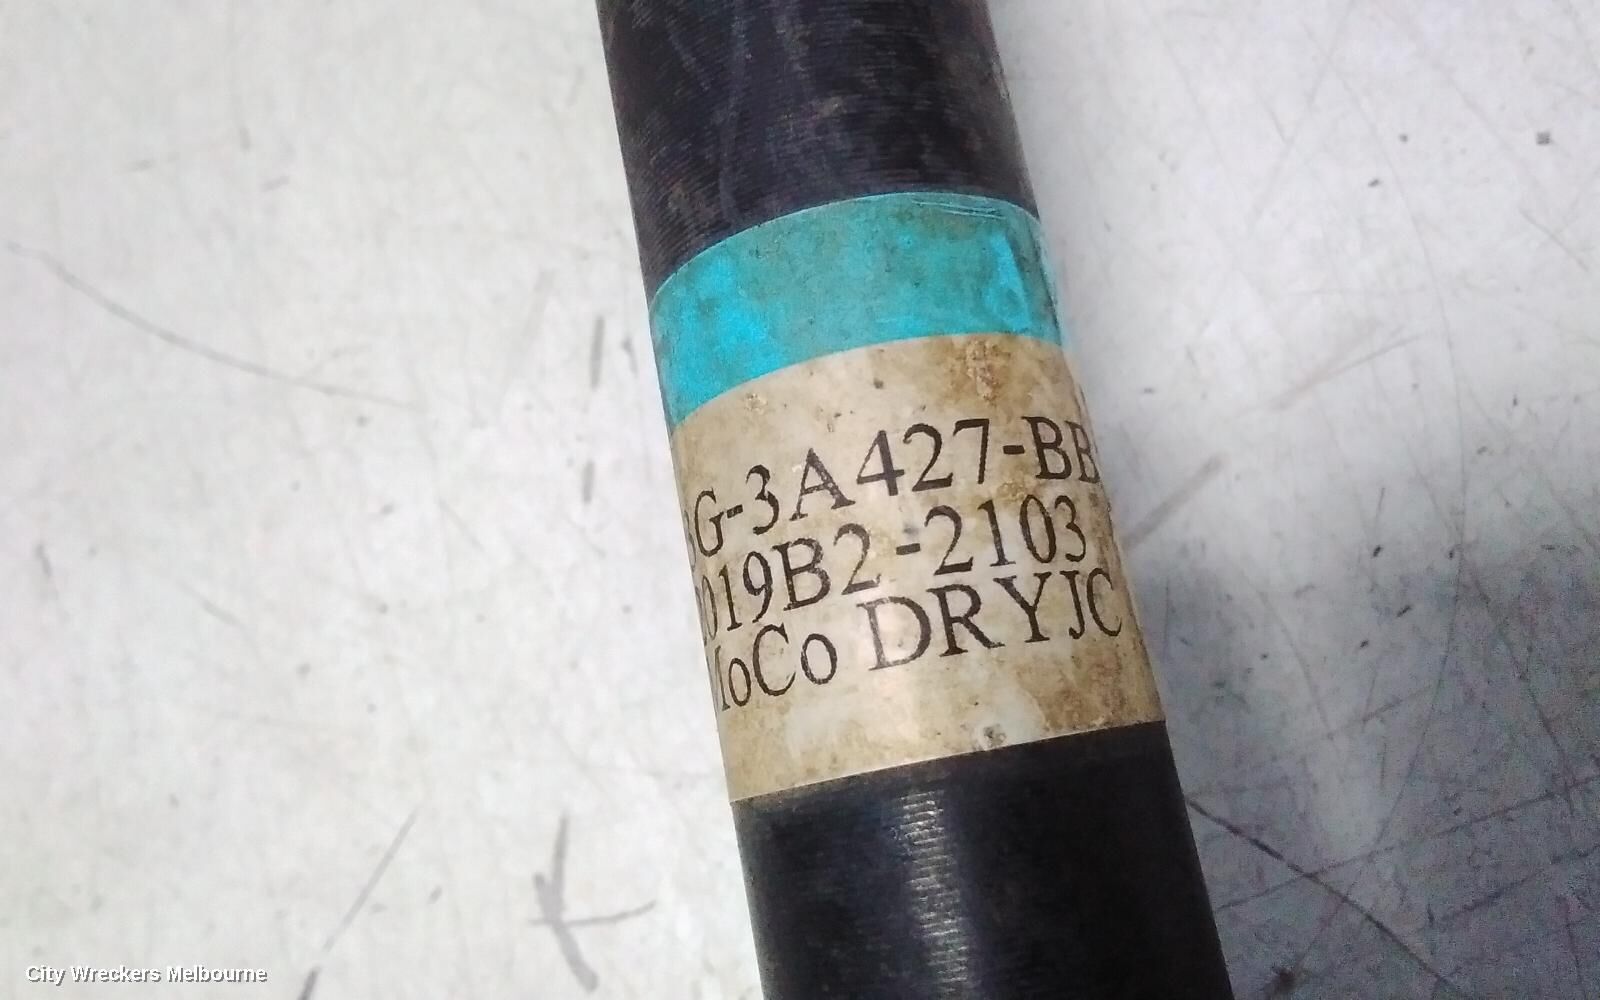 G-3A427-BB
019B2-2103
MoCo DRYJC
City Wreckers Melbourne